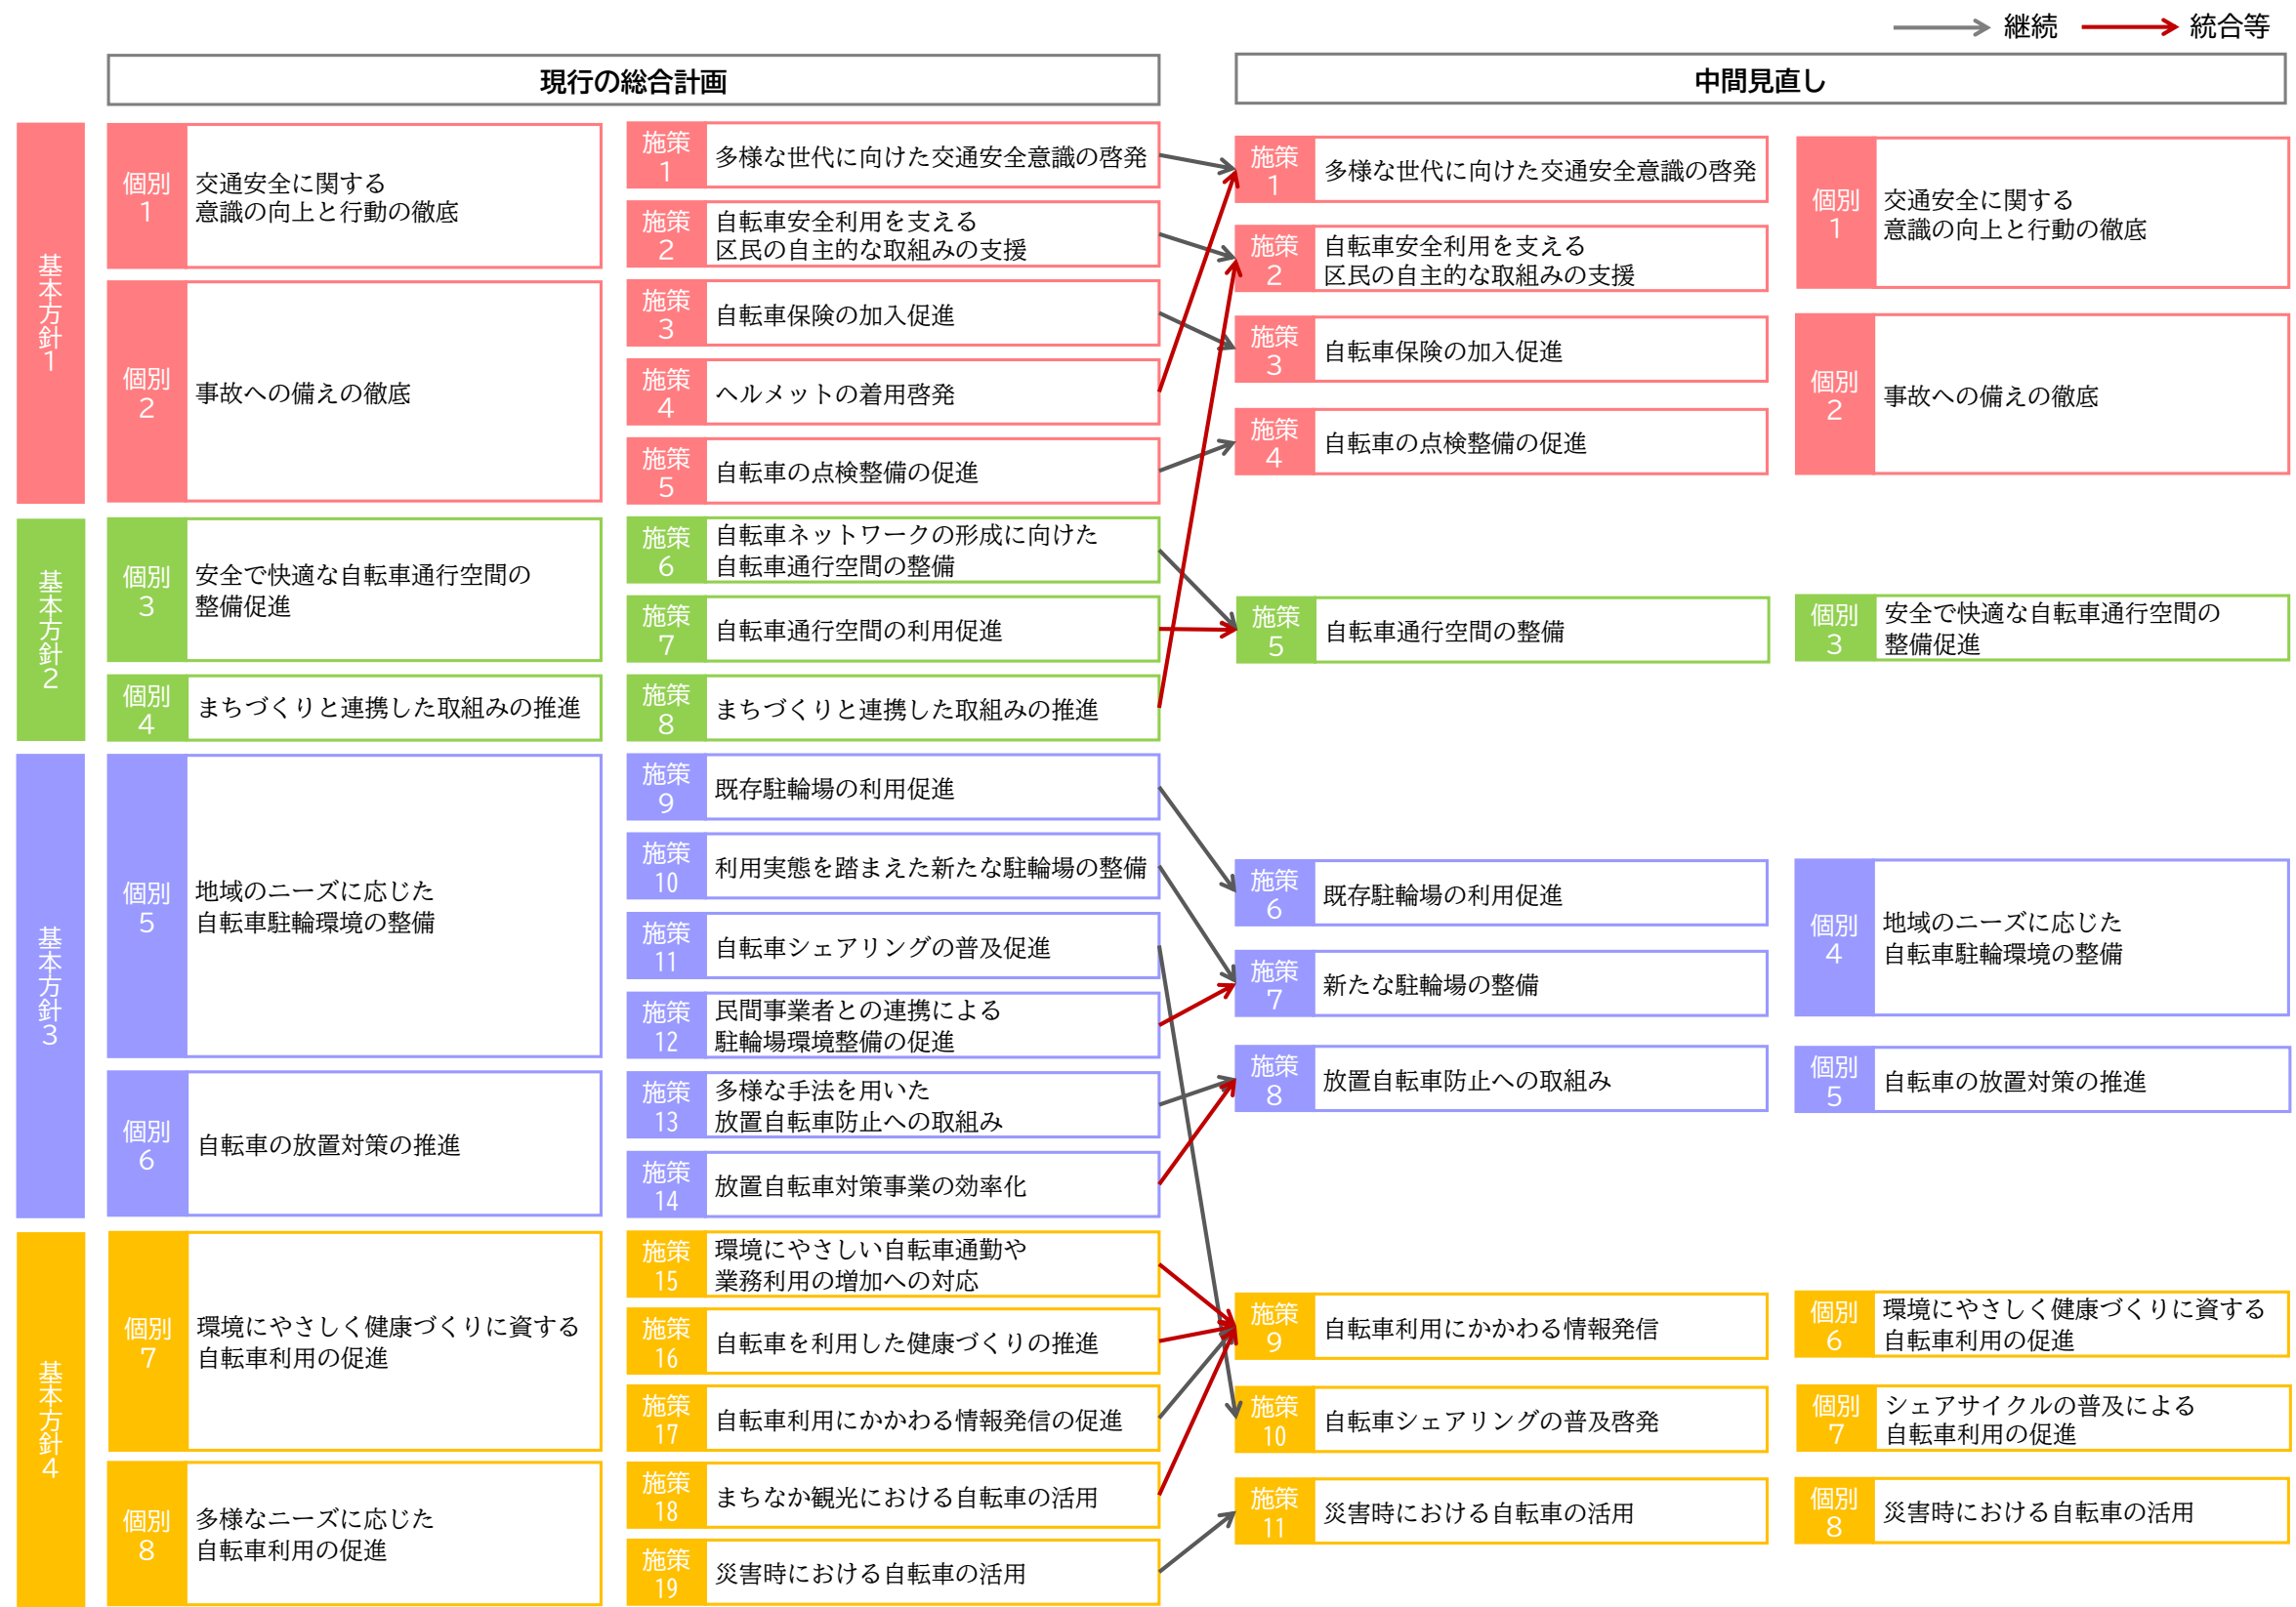 継続
統合等
現行の総合計画
中間見直し
基本方針1
個別
1
交通安全に関する
意識の向上と行動の徹底
個別
2
事故への備えの徹底
施策
1
多様な世代に向けた交通安全意識の啓発
施策
2
自転車安全利用を支える
区民の自主的な取組みの支援
施策
3
自転車保険の加入促進
施策
4
ヘルメットの着用啓発
施策
5
自転車の点検整備の促進
施策
1
多様な世代に向けた交通安全意識の啓発
施策
2
自転車安全利用を支える
区民の自主的な取組みの支援
施策
3
自転車保険の加入促進
施策
4
自転車の点検整備の促進
個別
1
交通安全に関する
意識の向上と行動の徹底
個別
2
事故への備えの徹底
基本方針2
個別
3
安全で快適な自転車通行空間の
整備促進
個別
4
まちづくりと連携した取組みの推進
施策
6
自転車ネットワークの形成に向けた
自転車通行空間の整備
施策
7
自転車通行空間の利用促進
施策
8
まちづくりと連携した取組みの推進
施策
5
自転車通行空間の整備
個別
3
安全で快適な自転車通行空間の
整備促進
基本方針3
個別
5
地域のニーズに応じた
自転車駐輪環境の整備
個別
6
自転車の放置対策の推進
施策
9
既存駐輪場の利用促進
施策
10
利用実態を踏まえた新たな駐輪場の整備
施策
11
自転車シェアリングの普及促進
施策
12
民間事業者との連携による
駐輪場環境整備の促進
施策
13
多様な手法を用いた
放置自転車防止への取組み
施策
14
放置自転車対策事業の効率化
施策
6
既存駐輪場の利用促進
施策
7
新たな駐輪場の整備
施策
8
放置自転車防止への取組み
個別
4
地域のニーズに応じた
自転車駐輪環境の整備
個別
5
自転車の放置対策の推進
基本方針4
個別
7
環境にやさしく健康づくりに資する
自転車利用の促進
個別
8
多様なニーズに応じた
自転車利用の促進
施策
15
環境にやさしい自転車通勤や
業務利用の増加への対応
施策
16
自転車を利用した健康づくりの推進
施策
17
自転車利用にかかわる情報発信の促進
施策
18
まちなか観光における自転車の活用
施策
19
災害時における自転車の活用
施策
9
自転車利用にかかわる情報発信
施策
10
自転車シェアリングの普及啓発
施策
11
災害時における自転車の活用
個別
6
環境にやさしく健康づくりに資する
自転車利用の促進
個別
7
シェアサイクルの普及による
自転車利用の促進
個別
8
災害時における自転車の活用